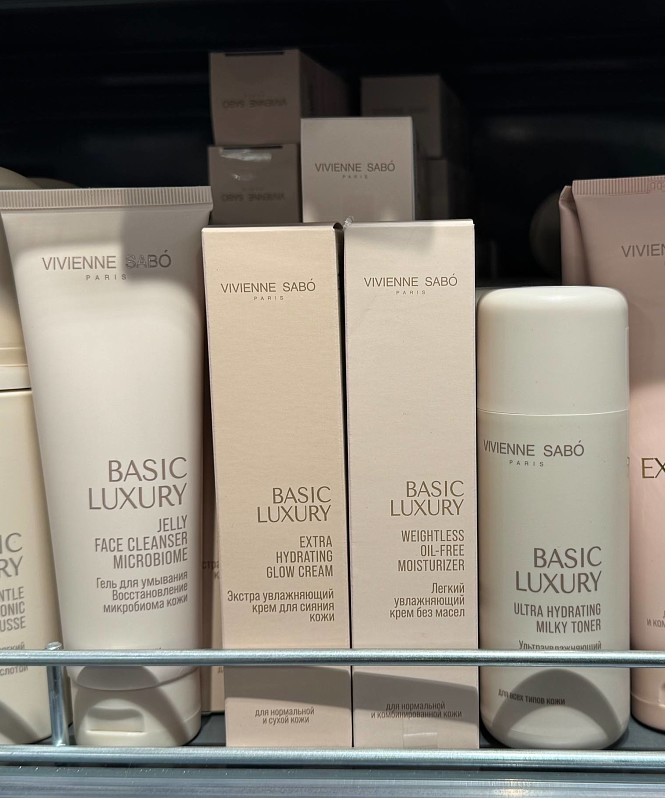 VIVIENNE SABÓ
PARIS
VIVIENNE SABÓ
PARIS
BASIC
LUXURY
JELLY
FACE CLEANSER
MICROBIOME
Гель для умывания
Восстановление
микробиома кожи
VIVIENNE SABÓ
PARIS
BASIC
LUXURY
EXTRA
HYDRATING
GLOW CREAM
Экстра увлажняющий
крем для сияния
кожи
для нормальной
и сухой кожи
VIVIENNE SABÓ
PARIS
BASIC
LUXURY
WEIGHTLESS
OIL-FREE
MOISTURIZER
Легкий
увлажняющий
крем без масел
для нормальной
и комбинированной кожи
VIVIENNE SABÓ
PARIS
BASIC
LUXURY
ULTRA HYDRATING
MILKY TONER
Ультраувлажняющий
для всех типов кожи